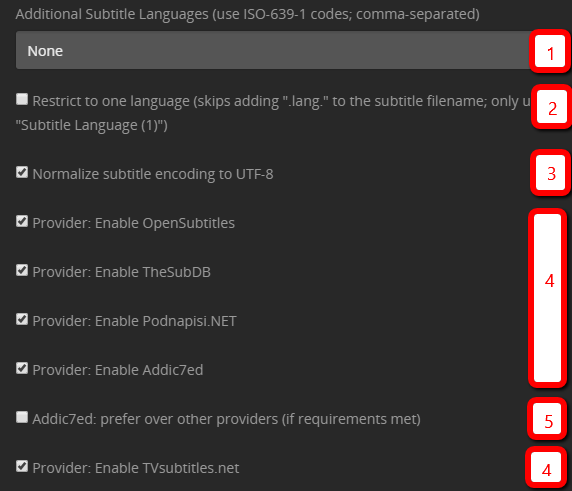 Additional Subtitle Languages (use ISO-639-1 codes; comma-separated)
None
1
Restrict to one language (skips adding ".lang." to the subtitle filename; only u
2
"Subtitle Language (1)")
Normalize subtitle encoding to UTF-8
3
Provider: Enable OpenSubtitles
Provider: Enable TheSubDB
4
Provider: Enable Podnapisi.NET
Provider: Enable Addic7ed
Addic7ed: prefer over other providers (if requirements met)
5
Provider: Enable TVsubtitles.net
4